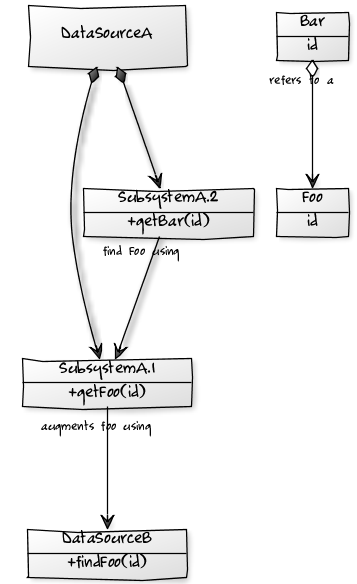 DataSourceA
Bar
id
refers to a
SubsystemA.2
+getBar(id)
Foo
id
find Foo using
SubsystemA.1
+getFoo(id)
augments foo using
DataSourceB
+findFoo(id)